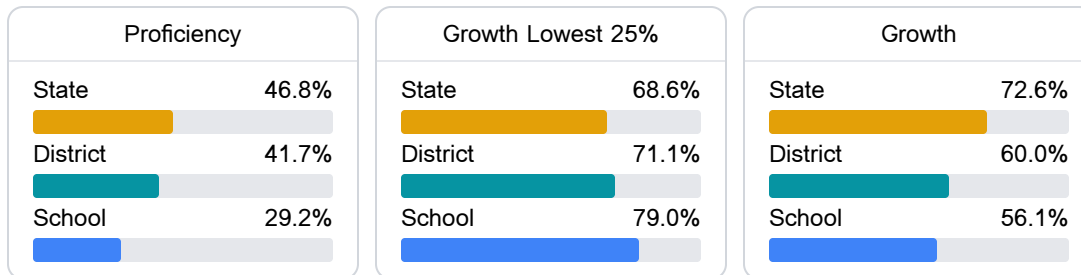 Proficiency
State 46.8%
District 41.7%
School 29.2%
Growth Lowest 25%
State 68.6%
District 71.1%
School 79.0%
Growth
State 72.6%
District 60.0%
School 56.1%